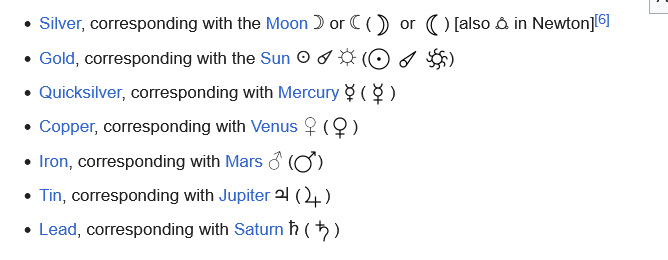 • Silver, corresponding with the Moon ☽ or ☾ (☽ or ☾) [also 🜛 in Newton][6]
• Gold, corresponding with the Sun ☉ 🜚 ☼ (☉ 🜚 🌞︎)
• Quicksilver, corresponding with Mercury ☿ (☿)
• Copper, corresponding with Venus ♀ (♀)
• Iron, corresponding with Mars ♂ (♂)
• Tin, corresponding with Jupiter ♃ (♃)
• Lead, corresponding with Saturn ♄ (♄)